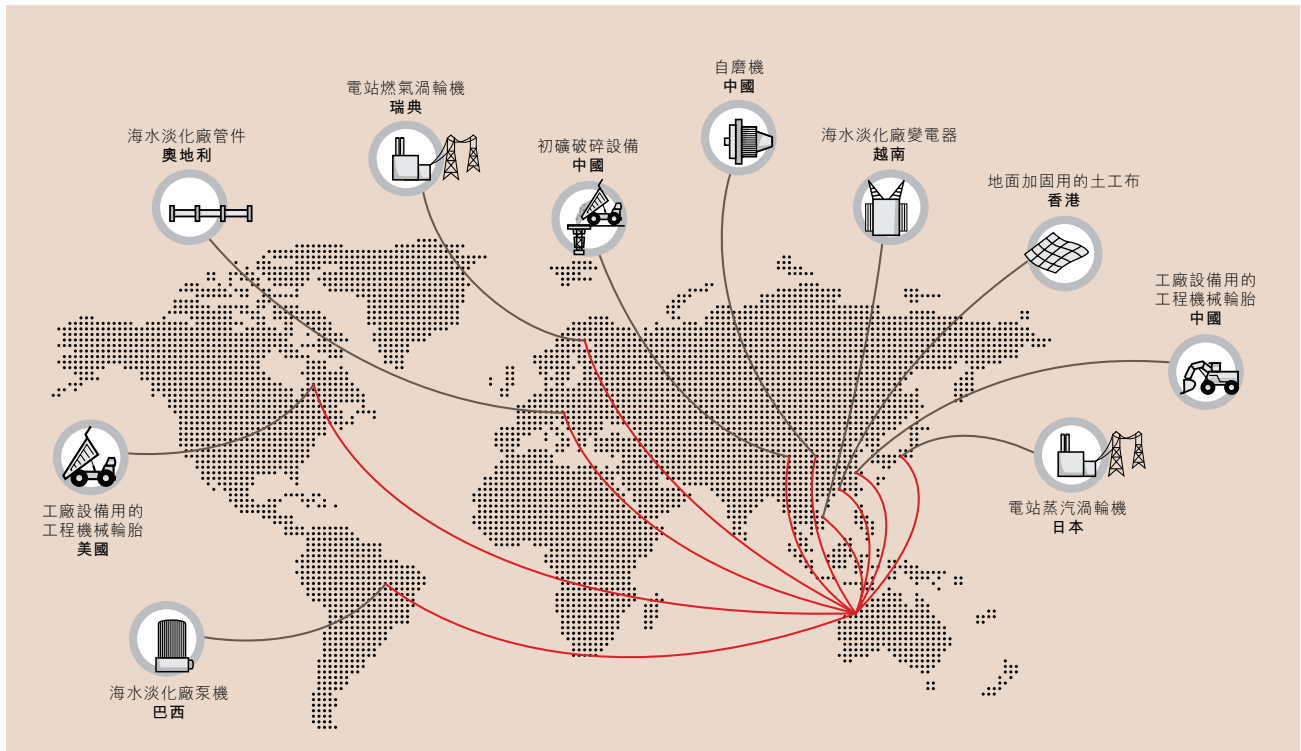 自磨機
中國
電站燃氣渦輪機
瑞典
海水淡化廠管件
奧地利
初礦破碎設備
中國
海水淡化廠變電器
越南
地面加固用的土工布
香港
工廠設備用的
工程機械輪胎
中國
工廠設備用的
工程機械輪胎
美國
電站蒸汽渦輪機
日本
海水淡化廠泵機
巴西